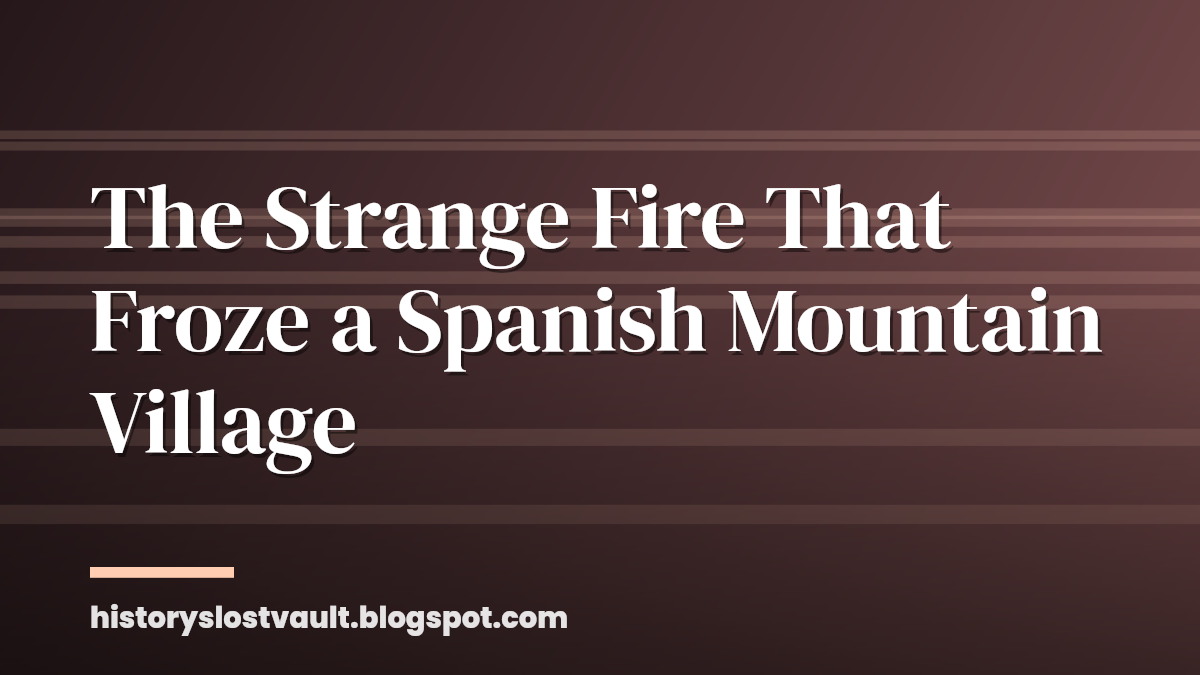 The Strange Fire That
Froze a Spanish Mountain
Village
historyslostvault.blogspot.com